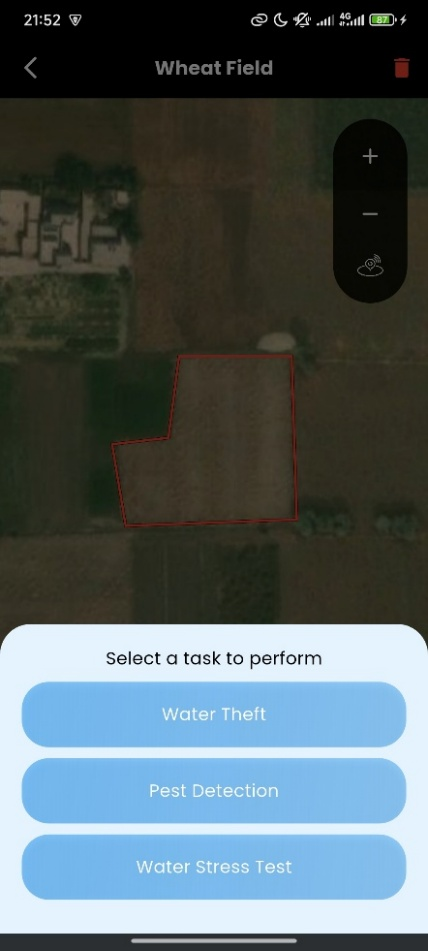 21:52
4G
87
Wheat Field
Select a task to perform
Water Theft
Pest Detection
Water Stress Test